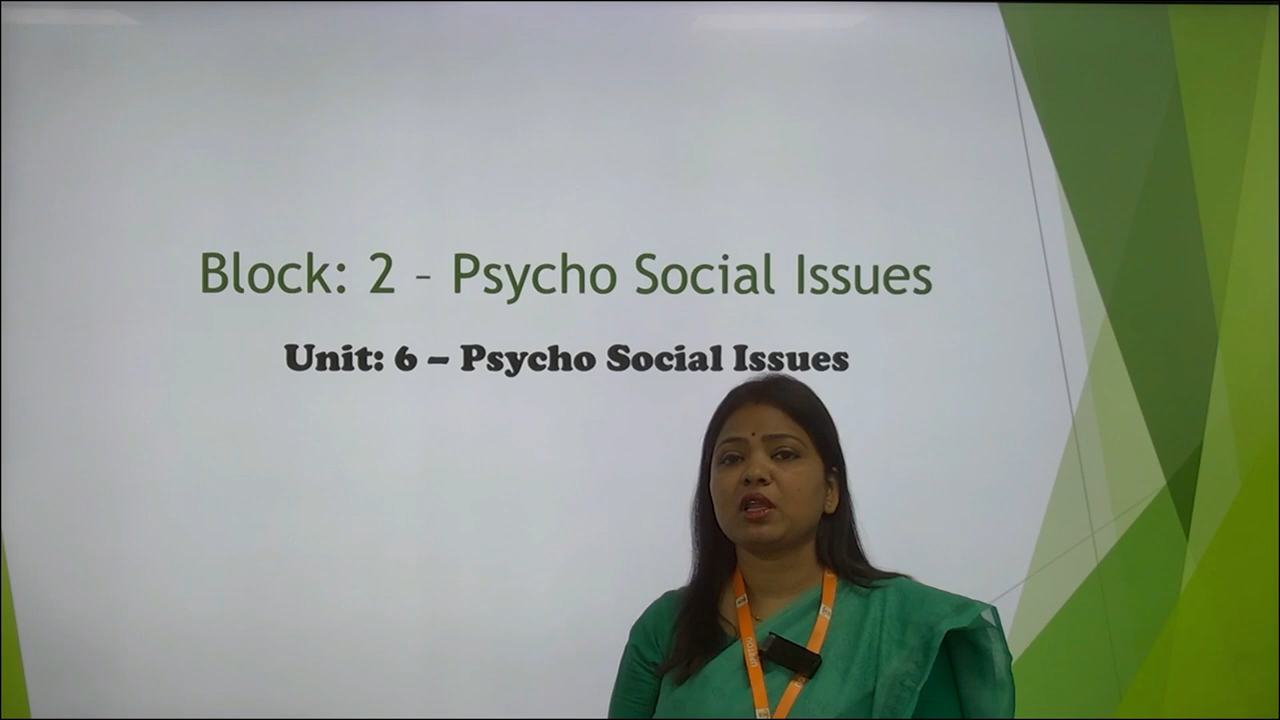 Block: 2 – Psycho Social Issues
Unit: 6 – Psycho Social Issues